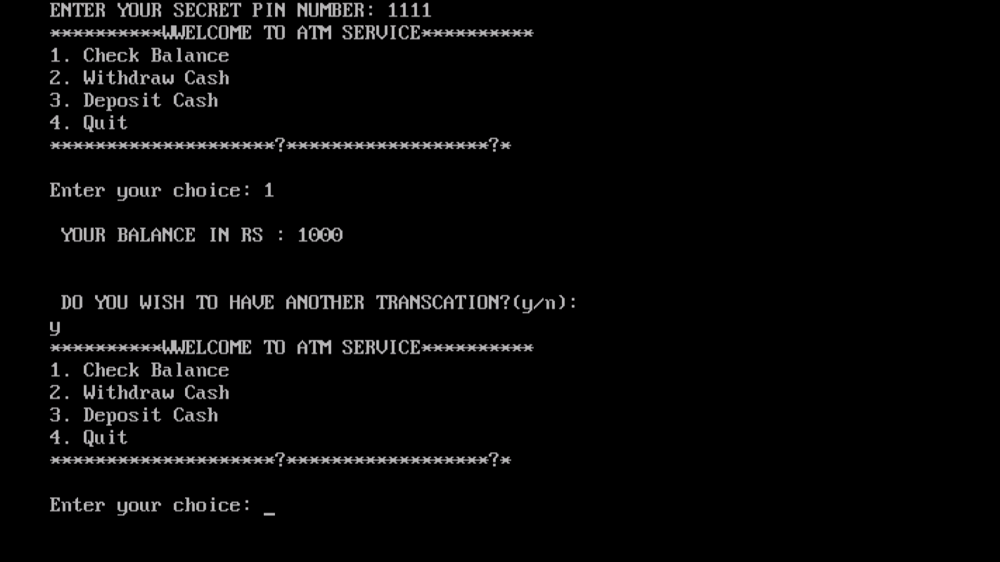 ENTER YOUR SECRET PIN NUMBER: 1111
**********WWELCOME TO ATM SERVICE**********
1. Check Balance
2. Withdraw Cash
3. Deposit Cash
4. Quit
********************?******************?*
Enter your choice: 1
YOUR BALANCE IN RS : 1000
DO YOU WISH TO HAVE ANOTHER TRANSCATION?(y/n):
y
**********WWELCOME TO ATM SERVICE**********
1. Check Balance
2. Withdraw Cash
3. Deposit Cash
4. Quit
********************?******************?*
Enter your choice: _